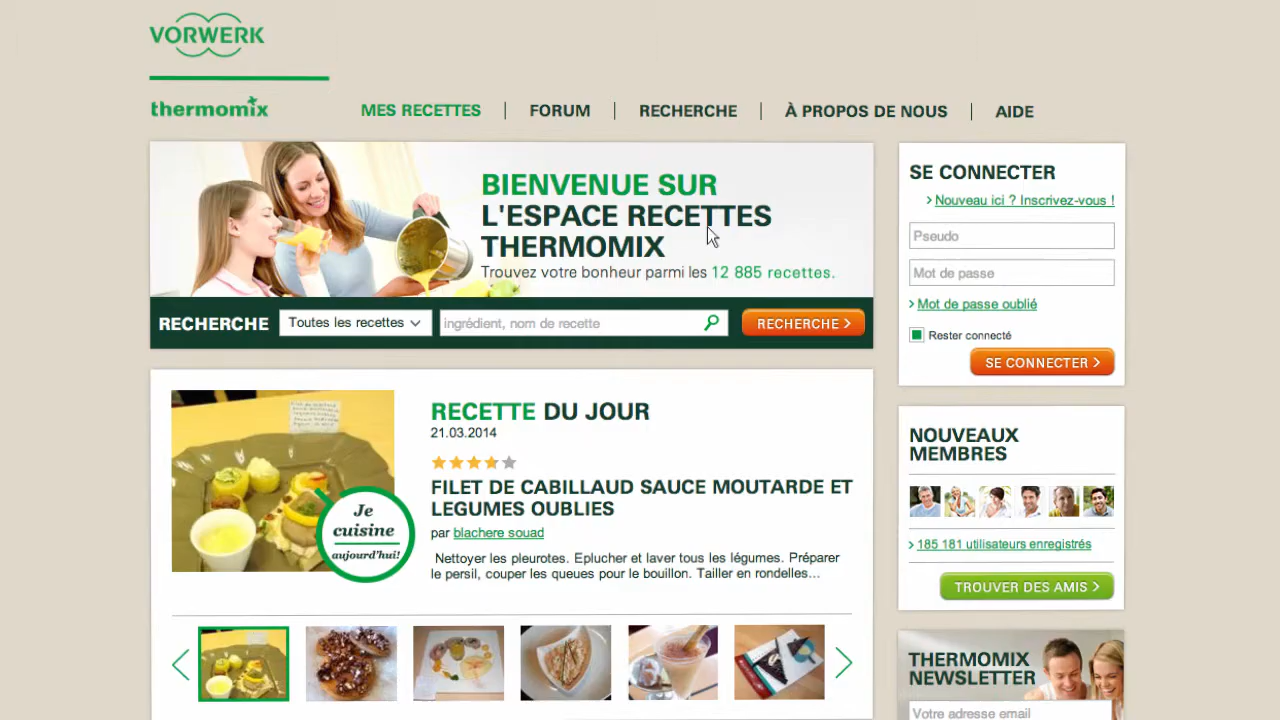 VORWERK
thermomix
MES RECETTES | FORUM | RECHERCHE | À PROPOS DE NOUS | AIDE
BIENVENUE SUR
L'ESPACE RECETTES
THERMOMIX
Trouvez votre bonheur parmi les 12 885 recettes.
RECHERCHE Toutes les recettes ingrédient, nom de recette RECHERCHE >
RECETTE DU JOUR
21.03.2014
FILET DE CABILLAUD SAUCE MOUTARDE ET
LEGUMES OUBLIES
par blachere souad
Nettoyer les pleurotes. Eplucher et laver tous les légumes. Préparer
le persil, couper les queues pour le bouillon. Tailler en rondelles...
Je
cuisine
aujourd'hui!
SE CONNECTER
> Nouveau ici ? Inscrivez-vous !
Pseudo
Mot de passe
> Mot de passe oublié
Rester connecté
SE CONNECTER >
NOUVEAUX
MEMBRES
> 185 181 utilisateurs enregistrés
TROUVER DES AMIS >
THERMOMIX
NEWSLETTER
Votre adresse email